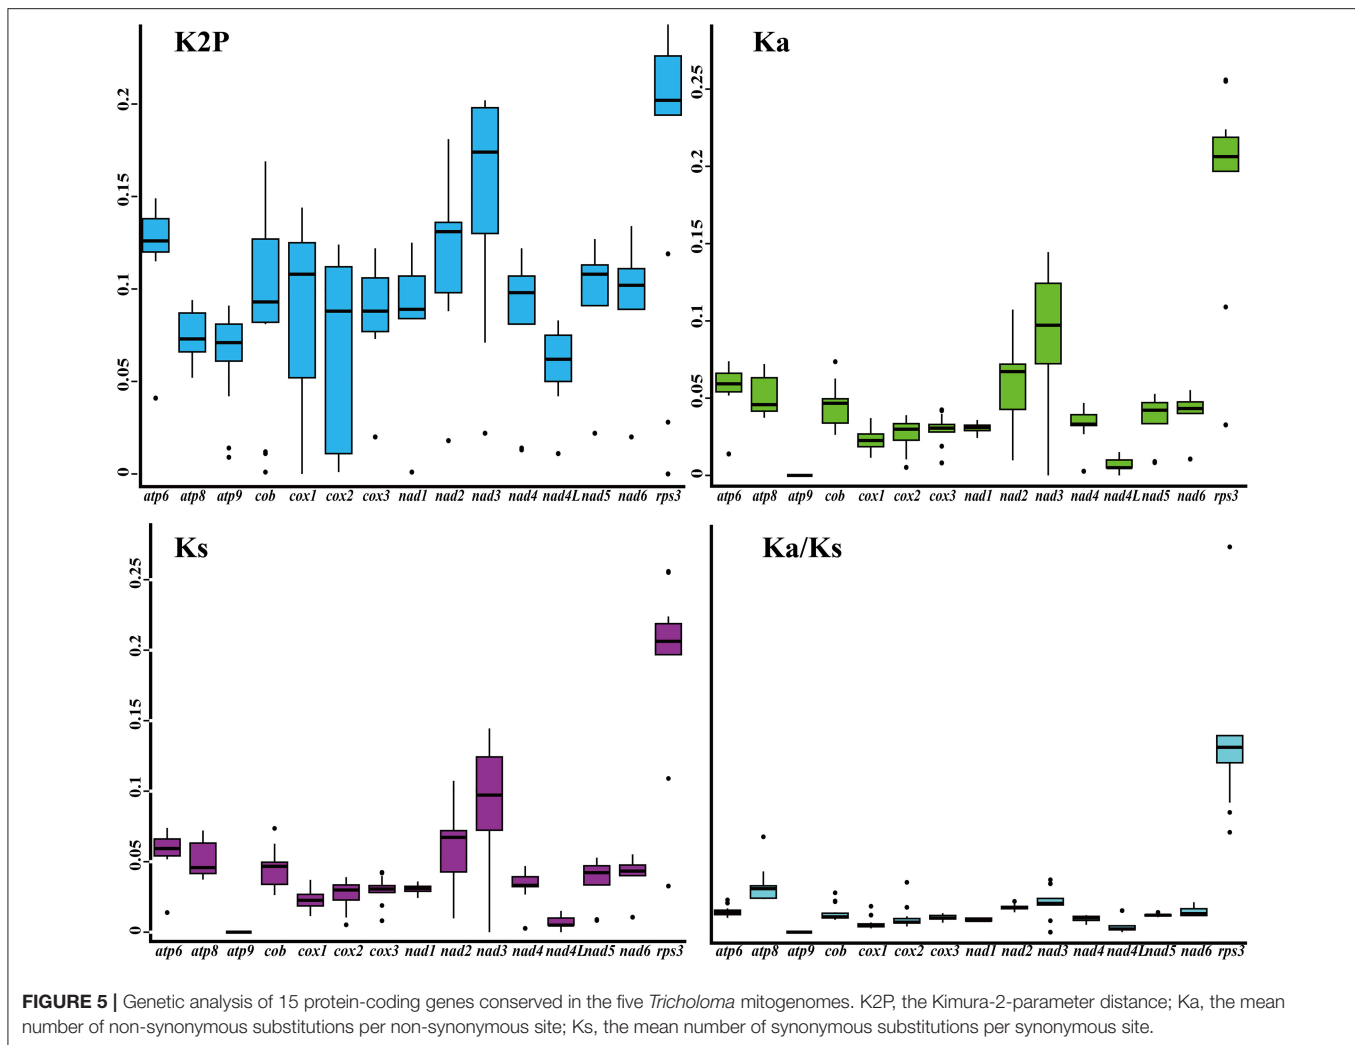 K2P
0.2
0.15
0.1
0.05
0
atp6 atp8 atp9 cob cox1 cox2 cox3 nad1 nad2 nad3 nad4 nad4L nad5 nad6 rps3
Ka
0.25
0.2
0.15
0.1
0.05
0
atp6 atp8 atp9 cob cox1 cox2 cox3 nad1 nad2 nad3 nad4 nad4L nad5 nad6 rps3
Ks
0.25
0.2
0.15
0.1
0.05
0
atp6 atp8 atp9 cob cox1 cox2 cox3 nad1 nad2 nad3 nad4 nad4L nad5 nad6 rps3
Ka/Ks
atp6 atp8 atp9 cob cox1 cox2 cox3 nad1 nad2 nad3 nad4 nad4L nad5 nad6 rps3
FIGURE 5 | Genetic analysis of 15 protein-coding genes conserved in the five Tricholoma mitogenomes. K2P, the Kimura-2-parameter distance; Ka, the mean
number of non-synonymous substitutions per non-synonymous site; Ks, the mean number of synonymous substitutions per synonymous site.